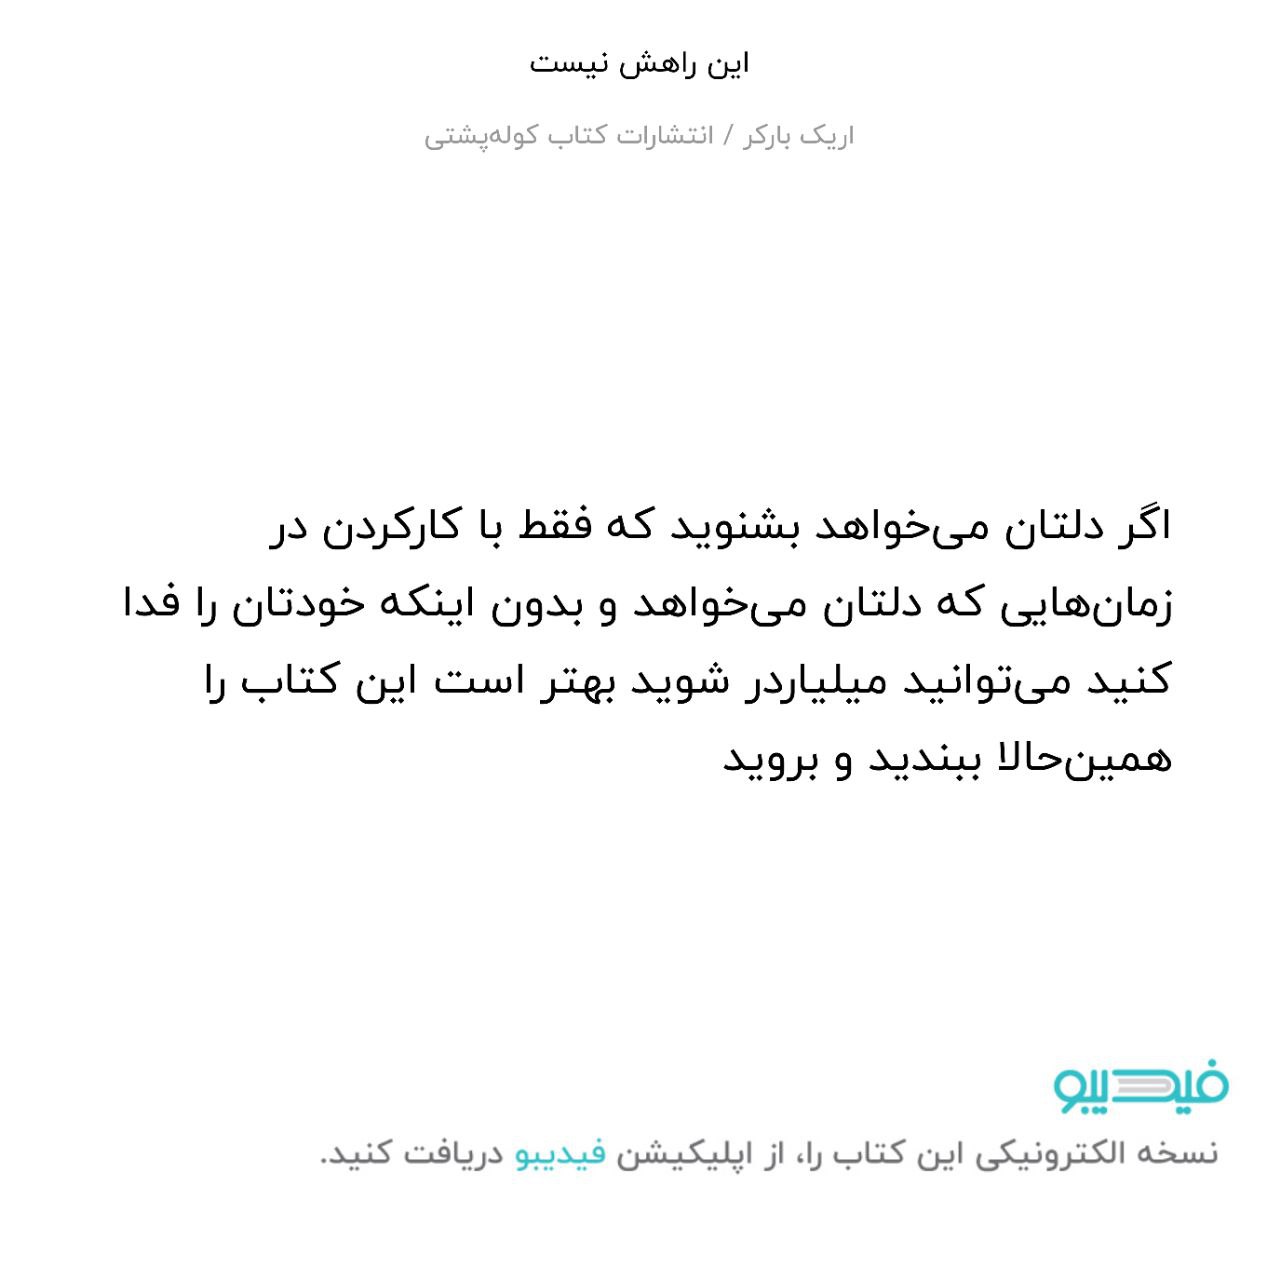 این راهش نیست
اریک بارکر / انتشارات کتاب کوله‌پشتی
اگر دلتان می‌خواهد بشنوید که فقط با کارکردن در
زمان‌هایی که دلتان می‌خواهد و بدون اینکه خودتان را فدا
کنید می‌توانید میلیاردر شوید بهتر است این کتاب را
همین‌حالا ببندید و بروید
فیدیبو
نسخه الکترونیکی این کتاب را، از اپلیکیشن فیدیبو دریافت کنید.